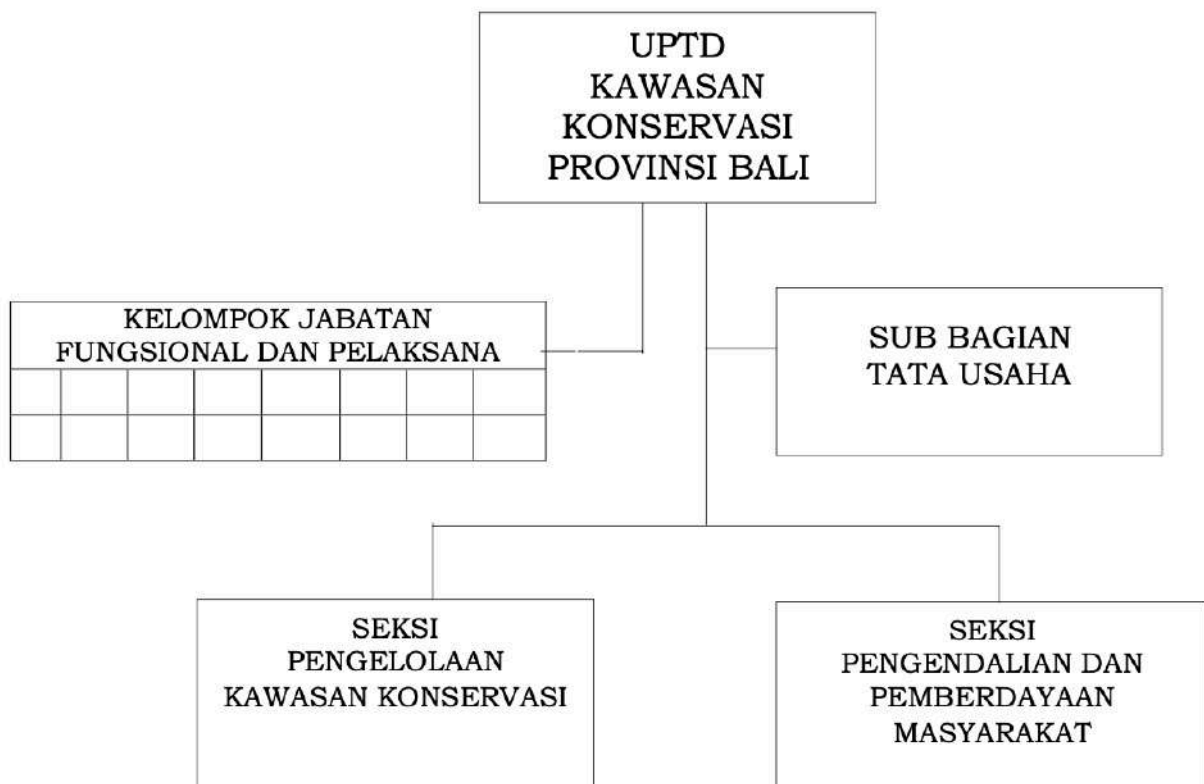 UPTD
KAWASAN
KONSERVASI
PROVINSI BALI
KELOMPOK JABATAN
FUNGSIONAL DAN PELAKSANA
SUB BAGIAN
TATA USAHA
SEKSI
PENGELOLAAN
KAWASAN KONSERVASI
SEKSI
PENGENDALIAN DAN
PEMBERDAYAAN
MASYARAKAT